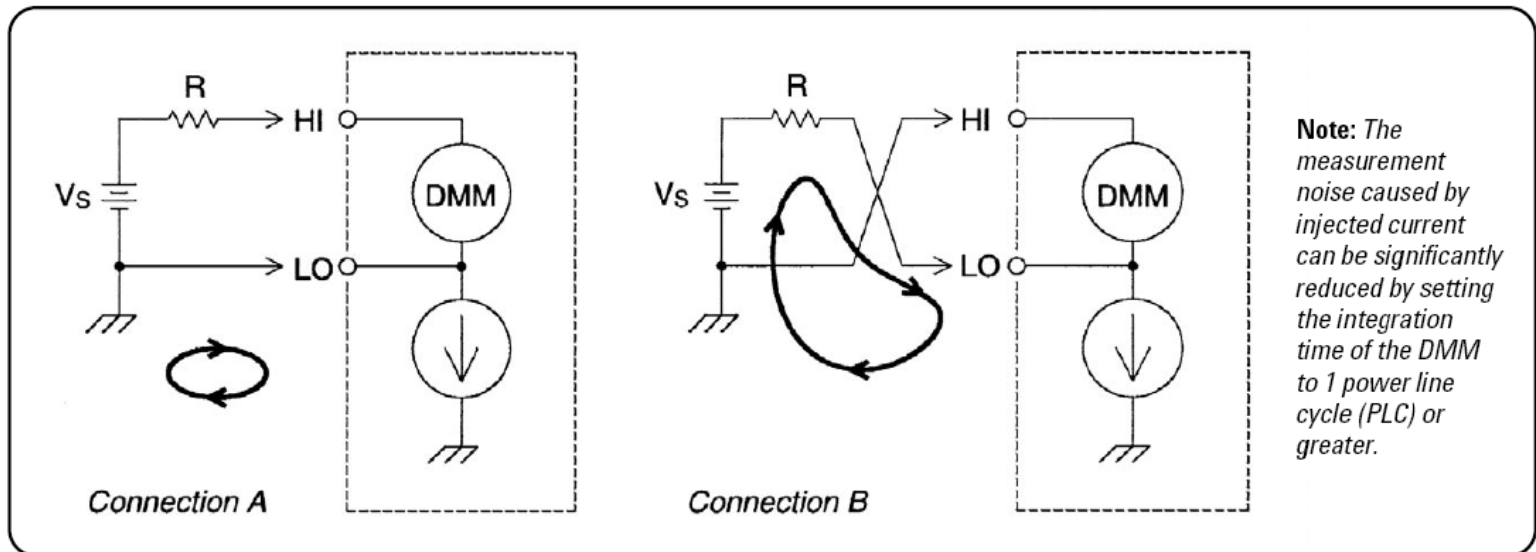 R
HI
DMM
Vs
LO
Connection A
R
HI
DMM
Vs
LO
Connection B
Note: The
measurement
noise caused by
injected current
can be significantly
reduced by setting
the integration
time of the DMM
to 1 power line
cycle (PLC) or
greater.